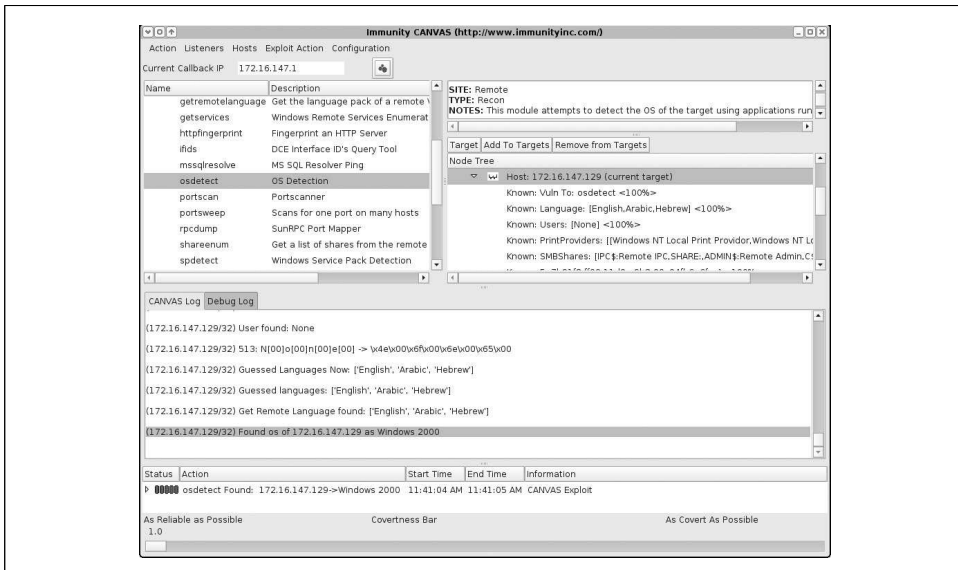 Immunity CANVAS (http://www.immunityinc.com/)
Action Listeners Hosts Exploit Action Configuration
Current Callback IP 172.16.147.1
Name Description
getremotelanguage Get the language pack of a remote
getservices Windows Remote Services Enumerat
httpfingerprint Fingerprint an HTTP Server
ifids DCE Interface ID's Query Tool
mssqlresolve MS SQL Resolver Ping
osdetect OS Detection
portscan Portscanner
portsweep Scans for one port on many hosts
rpcdump SunRPC Port Mapper
shareenum Get a list of shares from the remote
spdetect Windows Service Pack Detection
SITE: Remote
TYPE: Recon
NOTES: This module attempts to detect the OS of the target using applications run
Target Add To Targets Remove from Targets
Node Tree
Host: 172.16.147.129 (current target)
Known: Vuln To: osdetect <100%>
Known: Language: [English,Arabic,Hebrew] <100%>
Known: Users: [None] <100%>
Known: PrintProviders: [[Windows NT Local Print Providor,Windows NT Lo
Known: SMBShares: [IPC$:Remote IPC,SHARE:,ADMIN$:Remote Admin,C$
CANVAS Log Debug Log
(172.16.147.129/32) User found: None
(172.16.147.129/32) 513: N[00]o[00]n[00]e[00] -> \x4e\x00\x6f\x00\x6e\x00\x65\x00
(172.16.147.129/32) Guessed Languages Now: ['English', 'Arabic', 'Hebrew']
(172.16.147.129/32) Guessed languages: ['English', 'Arabic', 'Hebrew']
(172.16.147.129/32) Get Remote Language found: ['English', 'Arabic', 'Hebrew']
(172.16.147.129/32) Found os of 172.16.147.129 as Windows 2000
Status Action Start Time End Time Information
osdetect Found: 172.16.147.129->Windows 2000 11:41:04 AM 11:41:05 AM CANVAS Exploit
As Reliable as Possible Covertness Bar As Covert As Possible
1.0